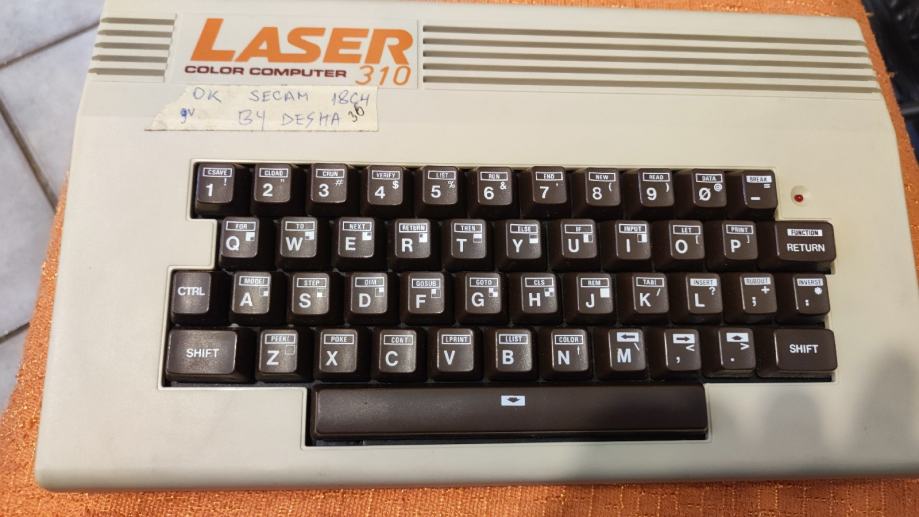 LASER
COLOR COMPUTER 310
OK SECAM 18CH
gv BY DESHA 36
CSAVE CLOAD CRUN VERIFY LIST RUN END NEW READ DATA BREAK
1 ! 2 " 3 # 4 $ 5 % 6 & 7 ' 8 ( 9 ) Ø @ - =
FOR TO NEXT RETURN THEN ELSE IF INPUT LET PRINT FUNCTION
Q W E R T Y U I O [ P ] RETURN
MODE( STEP DIM GOSUB GOTO CLS REM TAB( INSERT RUBOUT INVERSE
CTRL A S D F G H J K / L ? ; + : *
PEEK( POKE CONT LPRINT LLIST COLOR
SHIFT Z X C V B N M \ , < . > SHIFT